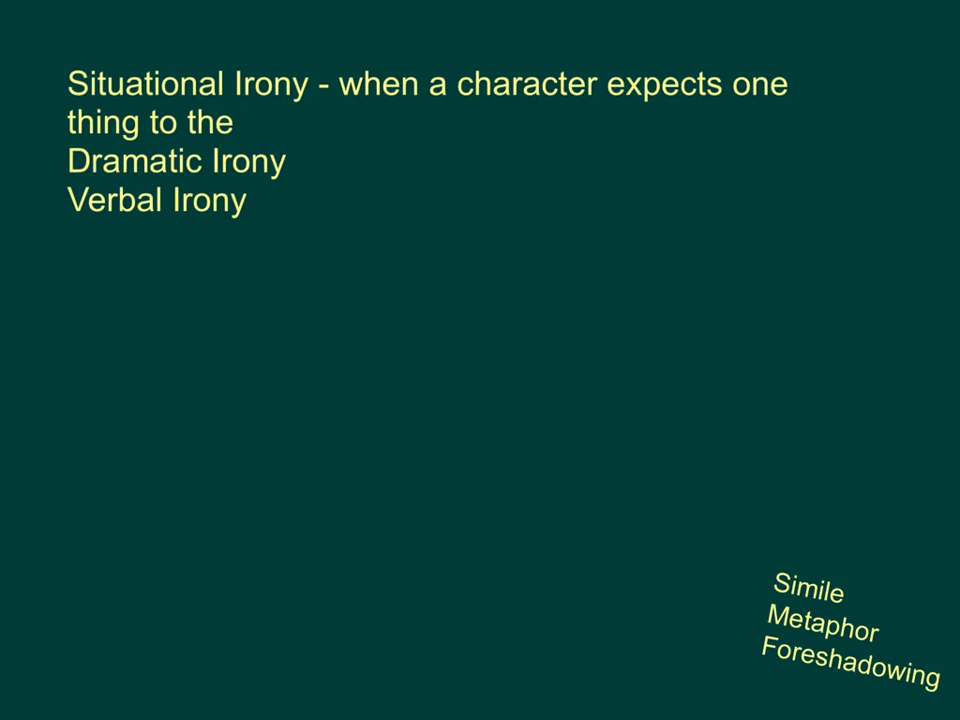 Situational Irony - when a character expects one
thing to the
Dramatic Irony
Verbal Irony
Simile
Metaphor
Foreshadowing